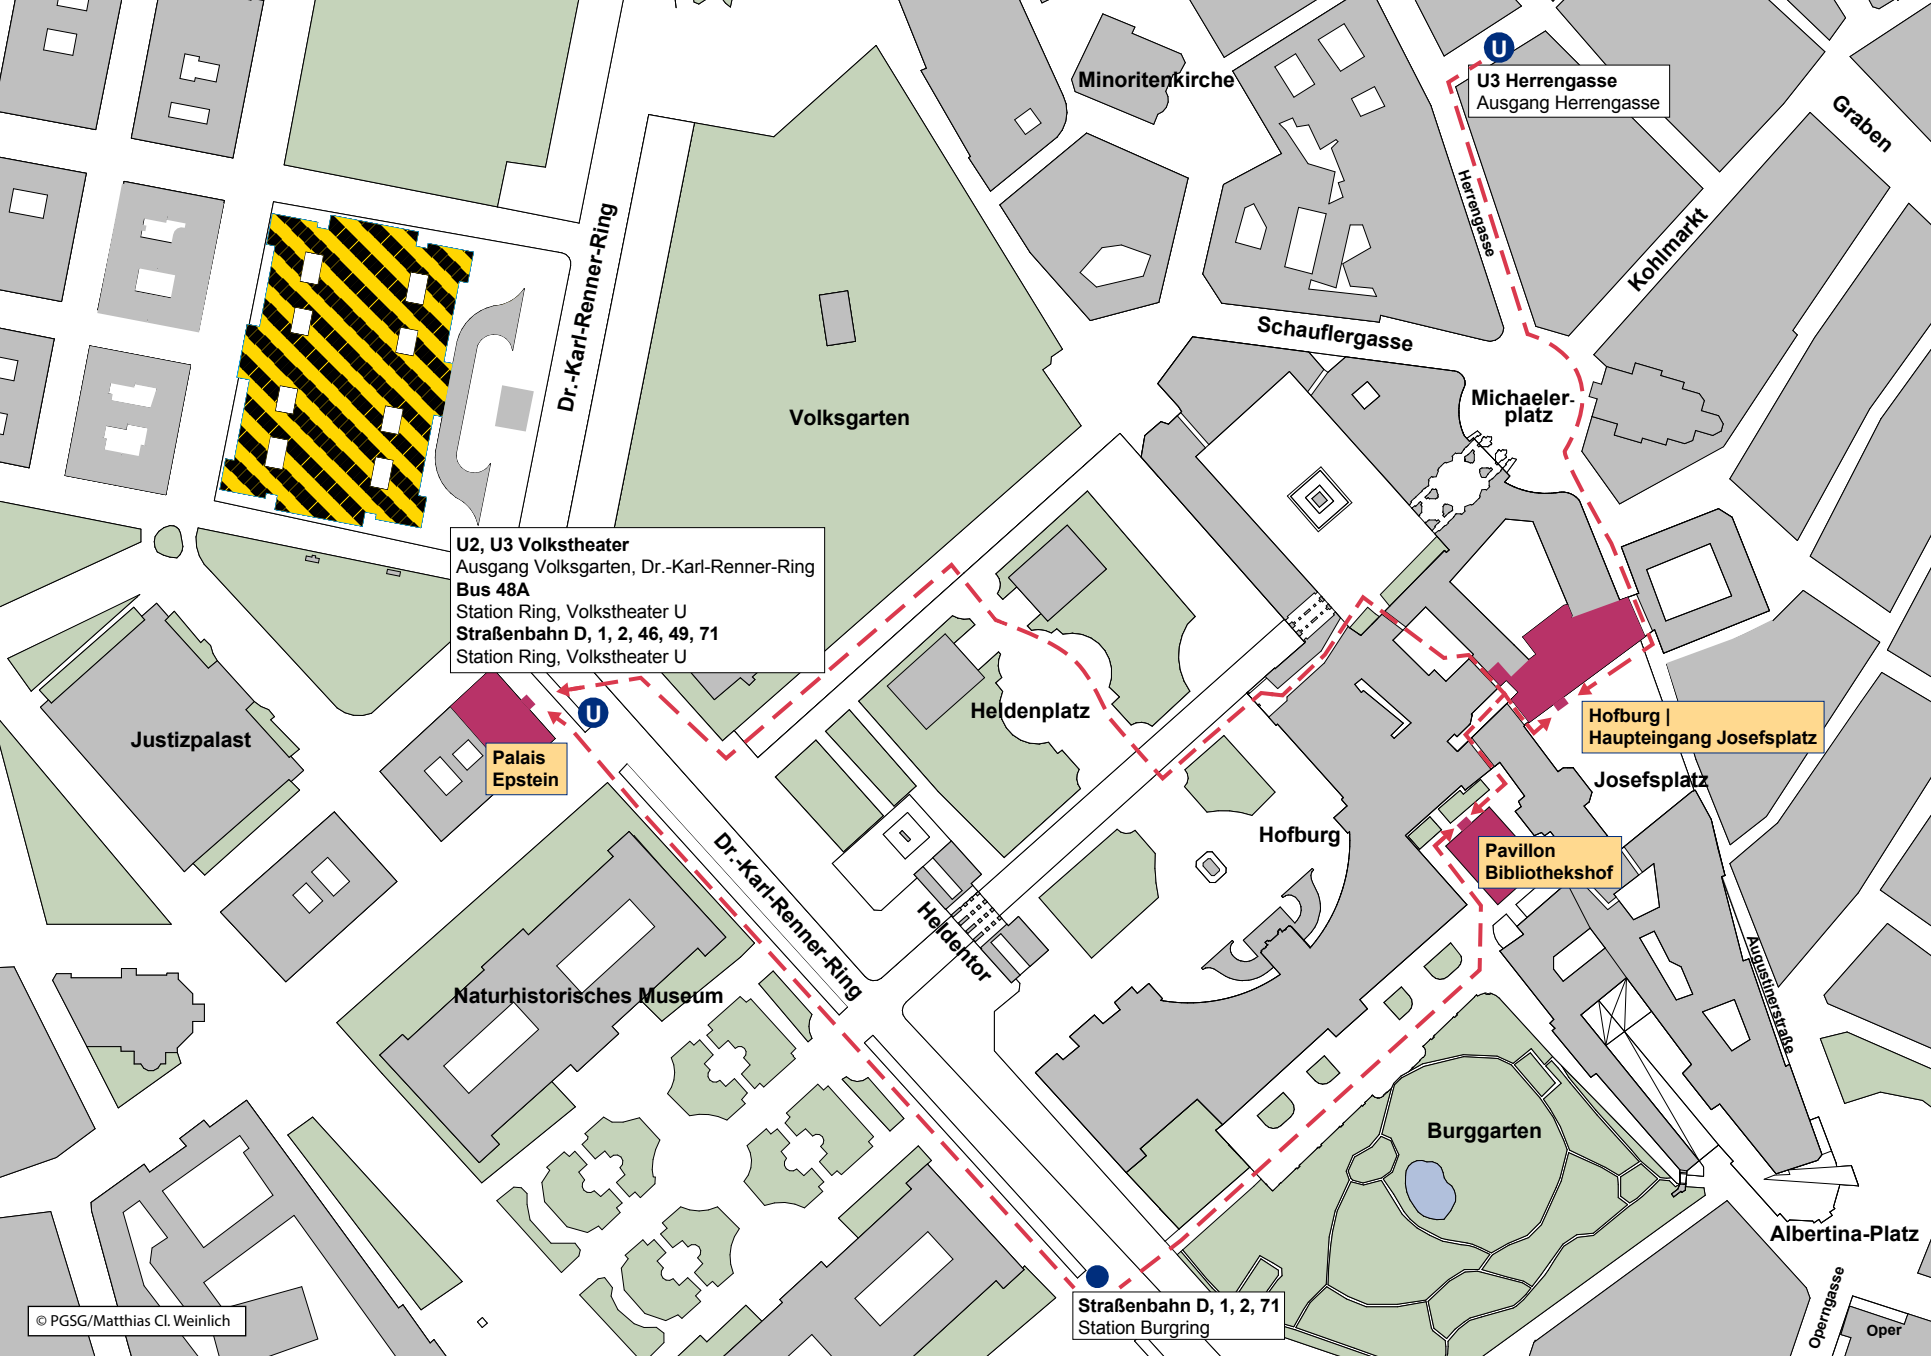 Minoritenkirche
U
U3 Herrengasse
Ausgang Herrengasse
Graben
Herrengasse
Kohlmarkt
Dr.-Karl-Renner-Ring
Schauflergasse
Michaeler-
platz
Volksgarten
U2, U3 Volkstheater
Ausgang Volksgarten, Dr.-Karl-Renner-Ring
Bus 48A
Station Ring, Volkstheater U
Straßenbahn D, 1, 2, 46, 49, 71
Station Ring, Volkstheater U
U
Heldenplatz
Hofburg |
Haupteingang Josefsplatz
Justizpalast
Palais
Epstein
Josefsplatz
Hofburg
Pavillon
Bibliothekshof
Dr.-Karl-Renner-Ring
Heldentor
Naturhistorisches Museum
Augustinerstraße
Burggarten
Albertina-Platz
Straßenbahn D, 1, 2, 71
Station Burgring
Operngasse
Oper
© PGSG/Matthias Cl. Weinlich